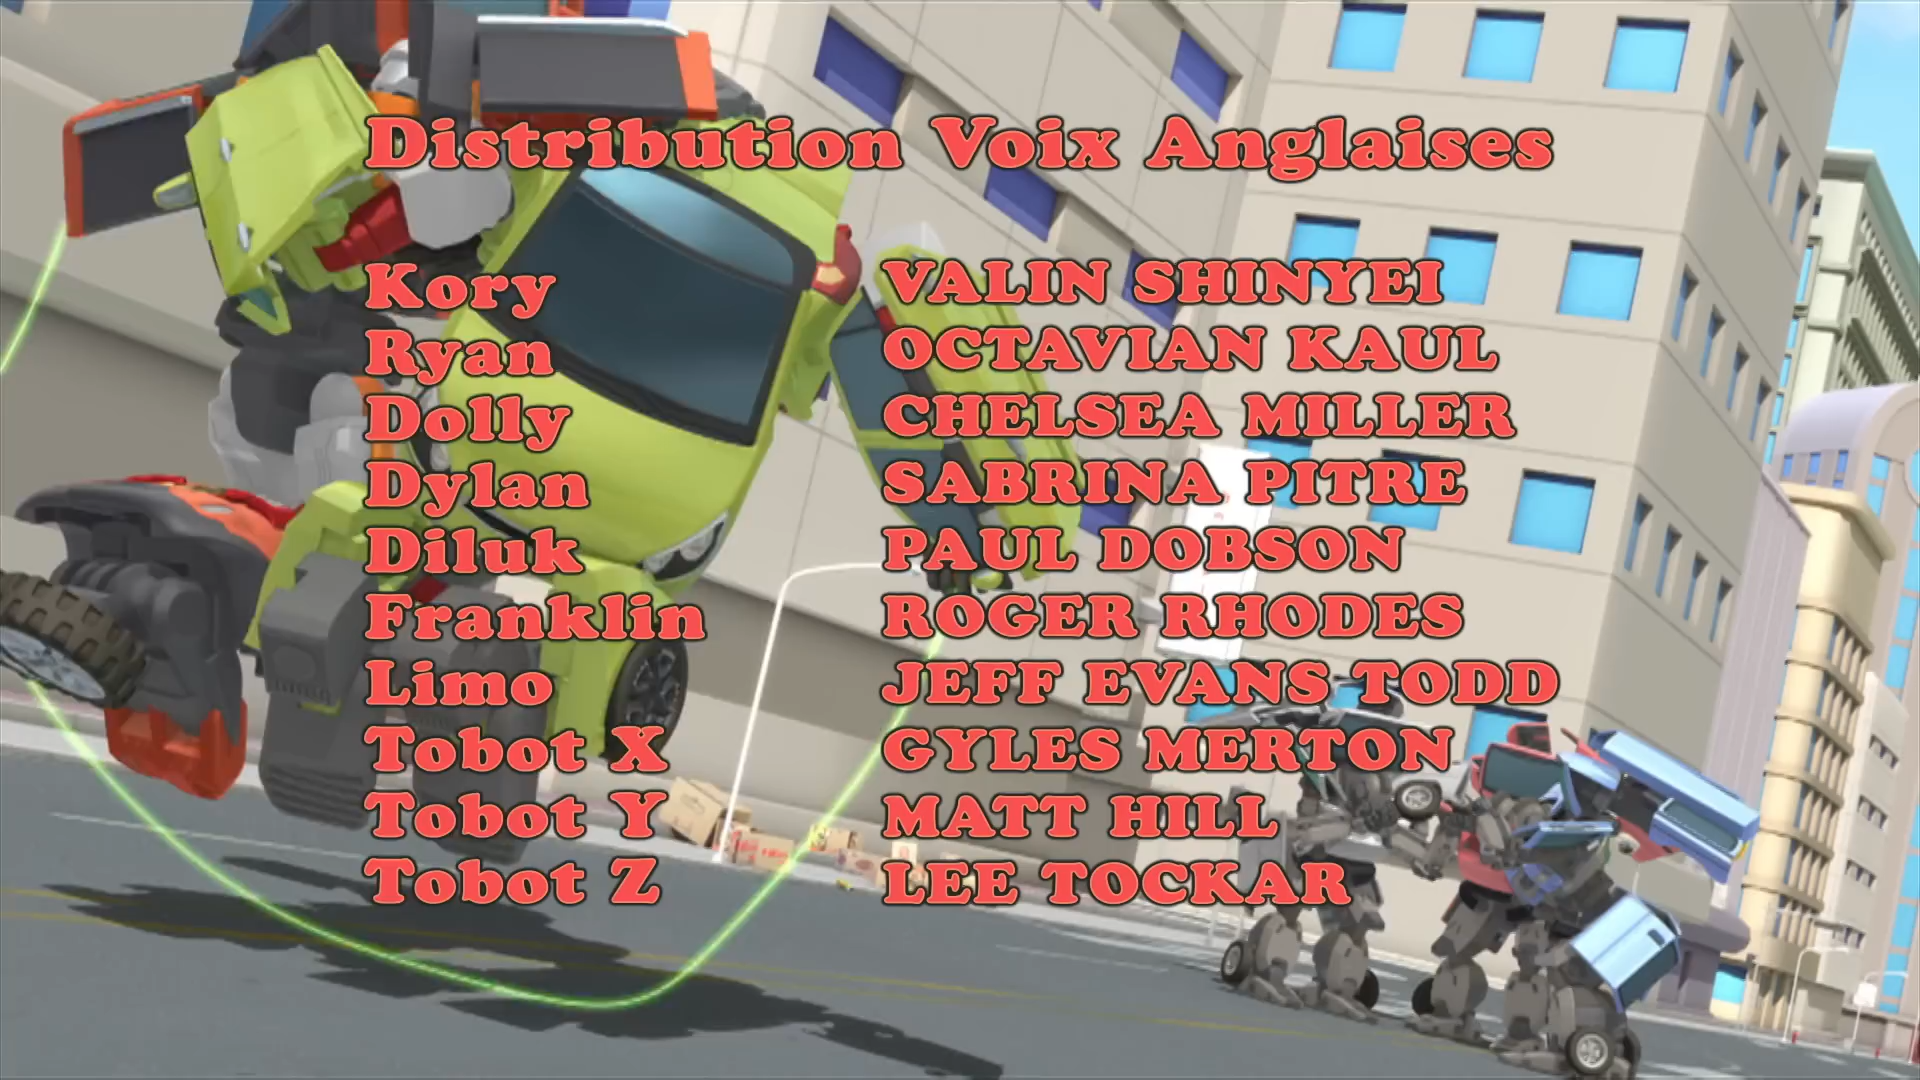 Distribution Voix Anglaises
Kory VALIN SHINYEI
Ryan OCTAVIAN KAUL
Dolly CHELSEA MILLER
Dylan SABRINA PITRE
Diluk PAUL DOBSON
Franklin ROGER RHODES
Limo JEFF EVANS TODD
Tobot X GYLES MERTON
Tobot Y MATT HILL
Tobot Z LEE TOCKAR